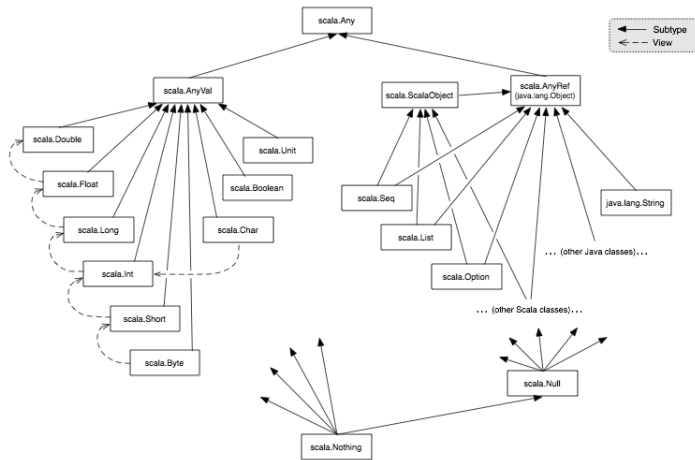 scala.Any
Subtype
View
scala.AnyVal
scala.ScalaObject
scala.AnyRef
(java.lang.Object)
scala.Double
scala.Unit
scala.Float
scala.Boolean
scala.Seq
java.lang.String
scala.Long
scala.Char
scala.List
... (other Java classes)...
scala.Int
scala.Option
scala.Short
... (other Scala classes)...
scala.Byte
scala.Null
scala.Nothing